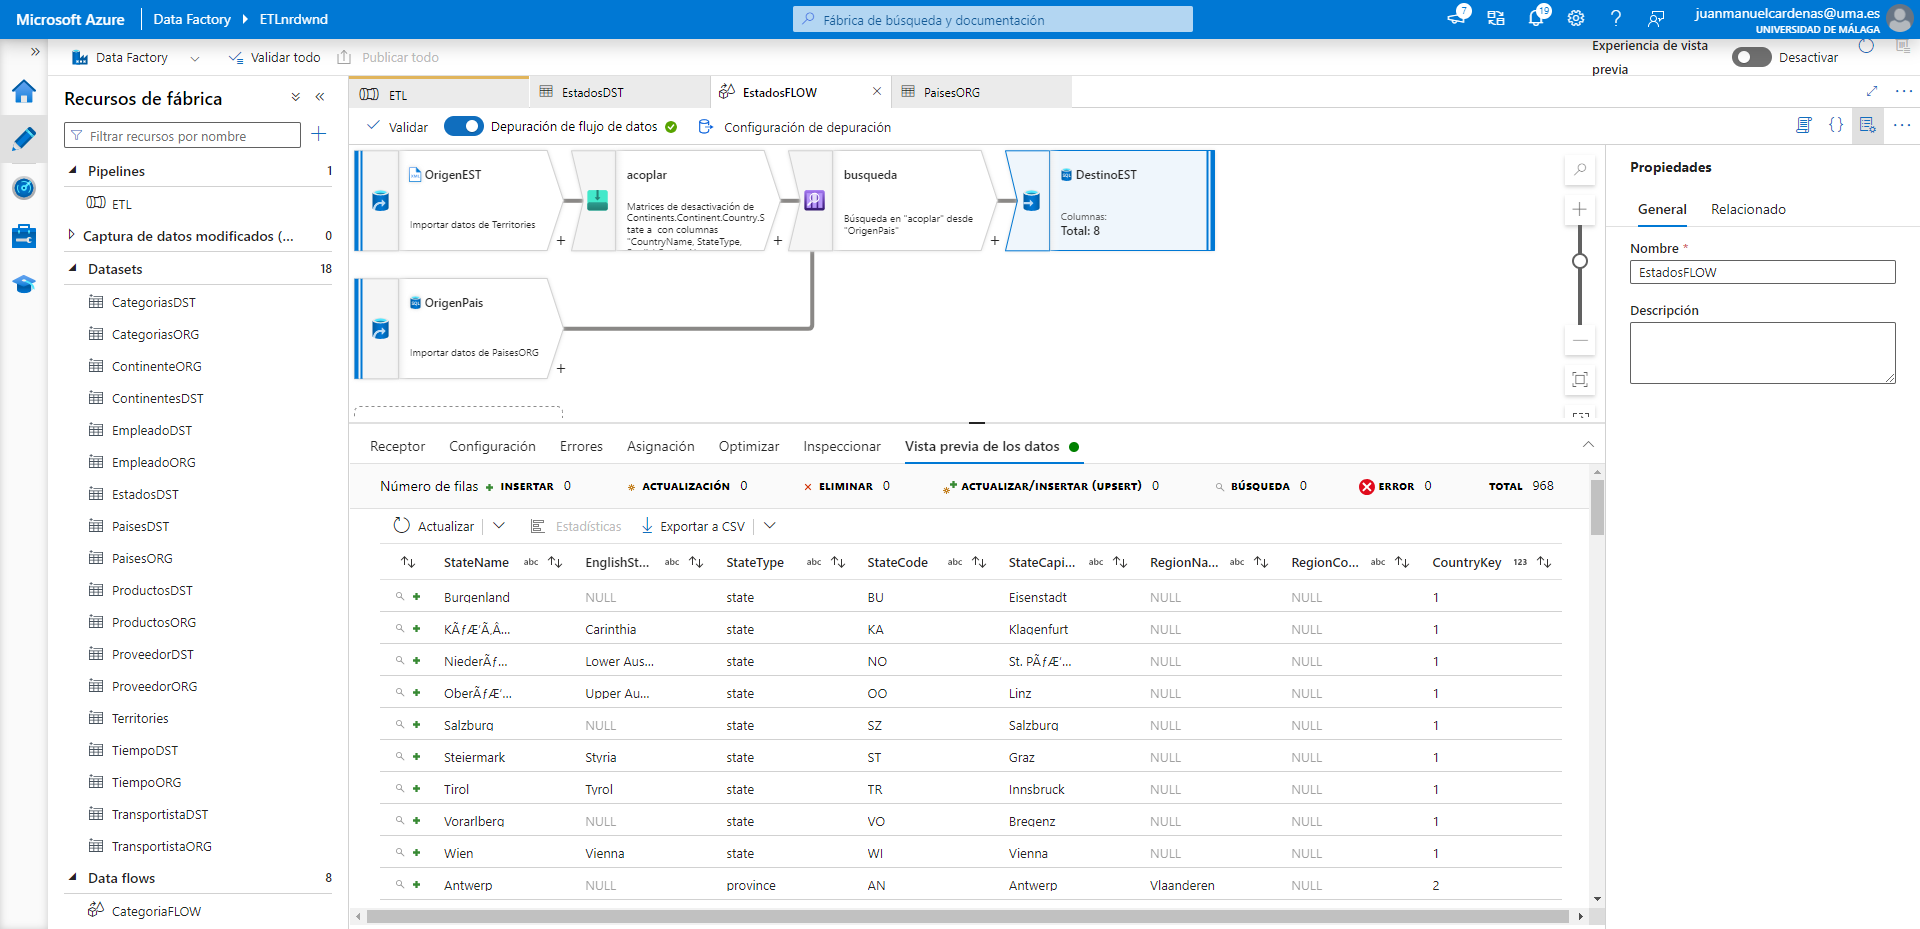 Microsoft Azure Data Factory ETLnrdwnd
Fábrica de búsqueda y documentación
7
19
juanmanuelcardenas@uma.es
UNIVERSIDAD DE MÁLAGA
Data Factory
Validar todo
Publicar todo
Experiencia de vista previa
Desactivar
Recursos de fábrica
Filtrar recursos por nombre
Pipelines 1
ETL
Captura de datos modificados (... 0
Datasets 18
CategoriasDST
CategoriasORG
ContinenteORG
ContinentesDST
EmpleadoDST
EmpleadoORG
EstadosDST
PaisesDST
PaisesORG
ProductosDST
ProductosORG
ProveedorDST
ProveedorORG
Territories
TiempoDST
TiempoORG
TransportistaDST
TransportistaORG
Data flows 8
CategoriaFLOW
ETL
EstadosDST
EstadosFLOW
PaisesORG
Validar
Depuración de flujo de datos
Configuración de depuración
OrigenEST
Importar datos de Territories
acoplar
Matrices de desactivación de
Continents.Continent.Country.S
tate a con columnas
"CountryName, StateType,
busqueda
Búsqueda en "acoplar" desde
"OrigenPais"
DestinoEST
Columnas:
Total: 8
OrigenPais
Importar datos de PaisesORG
Receptor Configuración Errores Asignación Optimizar Inspeccionar Vista previa de los datos
Número de filas INSERTAR 0 ACTUALIZACIÓN 0 ELIMINAR 0 ACTUALIZAR/INSERTAR (UPSERT) 0 BÚSQUEDA 0 ERROR 0 TOTAL 968
Actualizar Estadísticas Exportar a CSV
StateName abc EnglishSt... abc StateType abc StateCode abc StateCapi... abc RegionNa... abc RegionCo... abc CountryKey 123
Burgenland NULL state BU Eisenstadt NULL NULL 1
KÃƒÆ’Ã‚Â... Carinthia state KA Klagenfurt NULL NULL 1
NiederÃƒ... Lower Aus... state NO St. PÃƒÆ’... NULL NULL 1
OberÃƒÆ’... Upper Au... state OO Linz NULL NULL 1
Salzburg NULL state SZ Salzburg NULL NULL 1
Steiermark Styria state ST Graz NULL NULL 1
Tirol Tyrol state TR Innsbruck NULL NULL 1
Vorarlberg NULL state VO Bregenz NULL NULL 1
Wien Vienna state WI Vienna NULL NULL 1
Antwerp NULL province AN Antwerp Vlaanderen NULL 2
Propiedades
General Relacionado
Nombre *
EstadosFLOW
Descripción